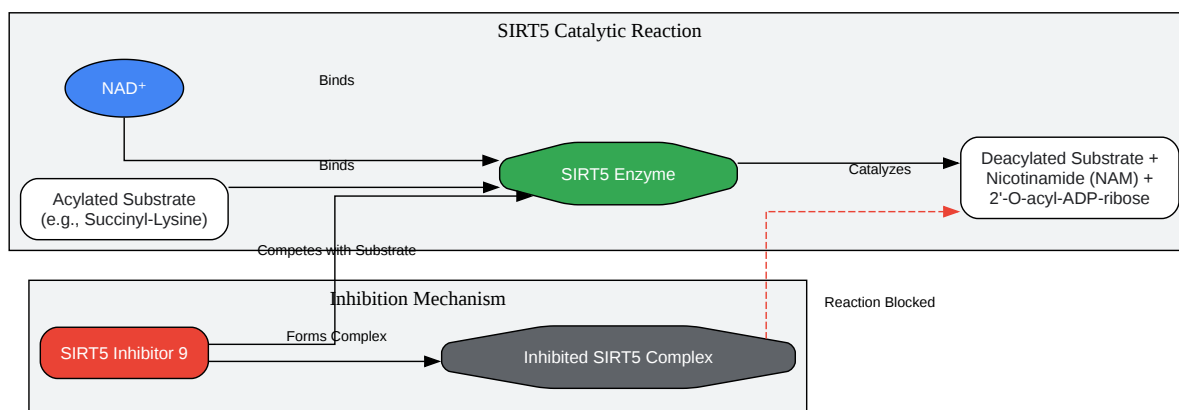 SIRT5 Catalytic Reaction
NAD⁺
Binds
Binds
Acylated Substrate
(e.g., Succinyl-Lysine)
SIRT5 Enzyme
Catalyzes
Deacylated Substrate +
Nicotinamide (NAM) +
2'-O-acyl-ADP-ribose
Competes with Substrate
Inhibition Mechanism
Reaction Blocked
SIRT5 Inhibitor 9
Forms Complex
Inhibited SIRT5 Complex